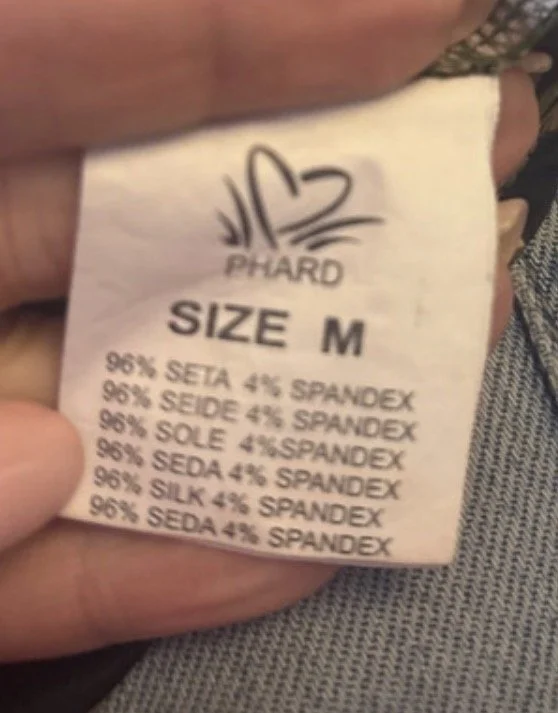 PHARD
SIZE M
96% SETA 4% SPANDEX
96% SEIDE 4% SPANDEX
96% SOLE 4%SPANDEX
96% SEDA 4% SPANDEX
96% SILK 4% SPANDEX
96% SEDA 4% SPANDEX